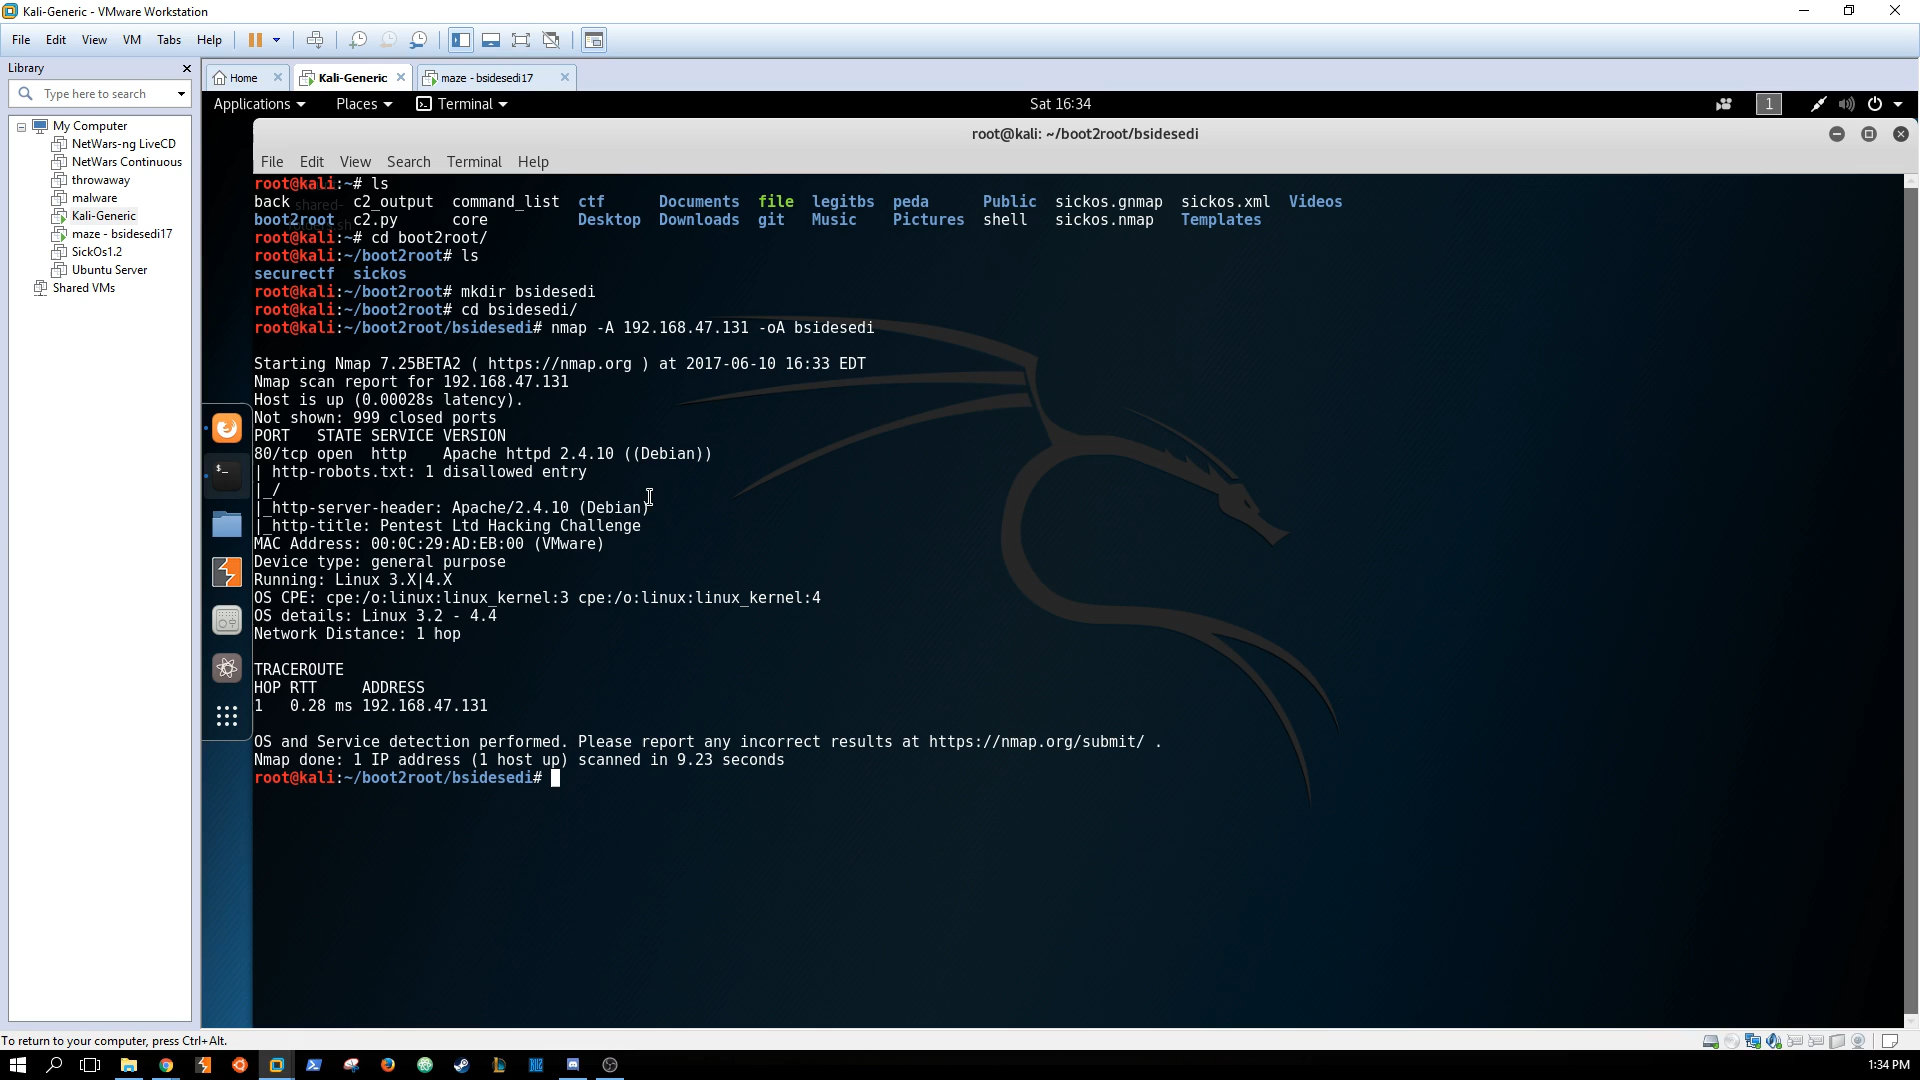 Kali-Generic - VMware Workstation
File Edit View VM Tabs Help
Library
Type here to search
My Computer
NetWars-ng LiveCD
NetWars Continuous
throwaway
malware
Kali-Generic
maze - bsidesedi17
SickOs1.2
Ubuntu Server
Shared VMs
Home Kali-Generic maze - bsidesedi17
Applications Places Terminal Sat 16:34 1
root@kali: ~/boot2root/bsidesedi
File Edit View Search Terminal Help
root@kali:~# ls
back c2_output command_list ctf Documents file legitbs peda Public sickos.gnmap sickos.xml Videos
boot2root c2.py core Desktop Downloads git Music Pictures shell sickos.nmap Templates
root@kali:~# cd boot2root/
root@kali:~/boot2root# ls
securectf sickos
root@kali:~/boot2root# mkdir bsidesedi
root@kali:~/boot2root# cd bsidesedi/
root@kali:~/boot2root/bsidesedi# nmap -A 192.168.47.131 -oA bsidesedi
Starting Nmap 7.25BETA2 ( https://nmap.org ) at 2017-06-10 16:33 EDT
Nmap scan report for 192.168.47.131
Host is up (0.00028s latency).
Not shown: 999 closed ports
PORT STATE SERVICE VERSION
80/tcp open http Apache httpd 2.4.10 ((Debian))
| http-robots.txt: 1 disallowed entry
|_/
|_http-server-header: Apache/2.4.10 (Debian)
|_http-title: Pentest Ltd Hacking Challenge
MAC Address: 00:0C:29:AD:EB:00 (VMware)
Device type: general purpose
Running: Linux 3.X|4.X
OS CPE: cpe:/o:linux:linux_kernel:3 cpe:/o:linux:linux_kernel:4
OS details: Linux 3.2 - 4.4
Network Distance: 1 hop
TRACEROUTE
HOP RTT ADDRESS
1 0.28 ms 192.168.47.131
OS and Service detection performed. Please report any incorrect results at https://nmap.org/submit/ .
Nmap done: 1 IP address (1 host up) scanned in 9.23 seconds
root@kali:~/boot2root/bsidesedi#
To return to your computer, press Ctrl+Alt.
1:34 PM